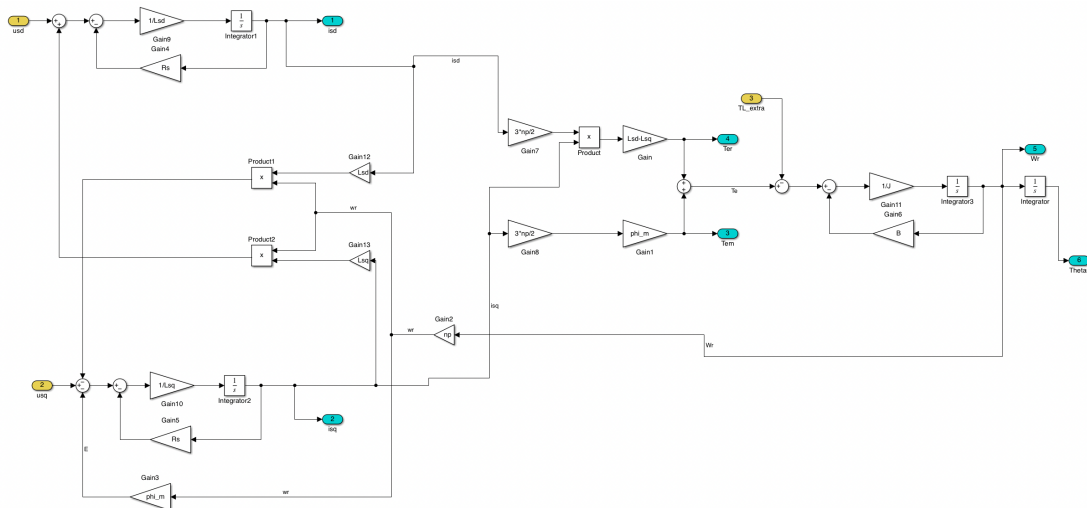 1
usd
1/Lsd
Gain9
1
s
Integrator1
1
isd
Gain4
Rs
isd
3
TL_extra
3*np/2
Gain7
x
Product
Lsd-Lsq
Gain
4
Ter
5
Wr
Product1
x
Gain12
Lsd
Te
1/J
Gain11
1
s
Integrator3
1
s
Integrator
Gain6
B
wr
Product2
x
Gain13
Lsq
3*np/2
Gain8
phi_m
Gain1
3
Tem
6
Theta
isq
Gain2
np
wr
Wr
2
usq
1/Lsq
Gain10
1
s
Integrator2
2
isq
Gain5
Rs
E
Gain3
phi_m
wr